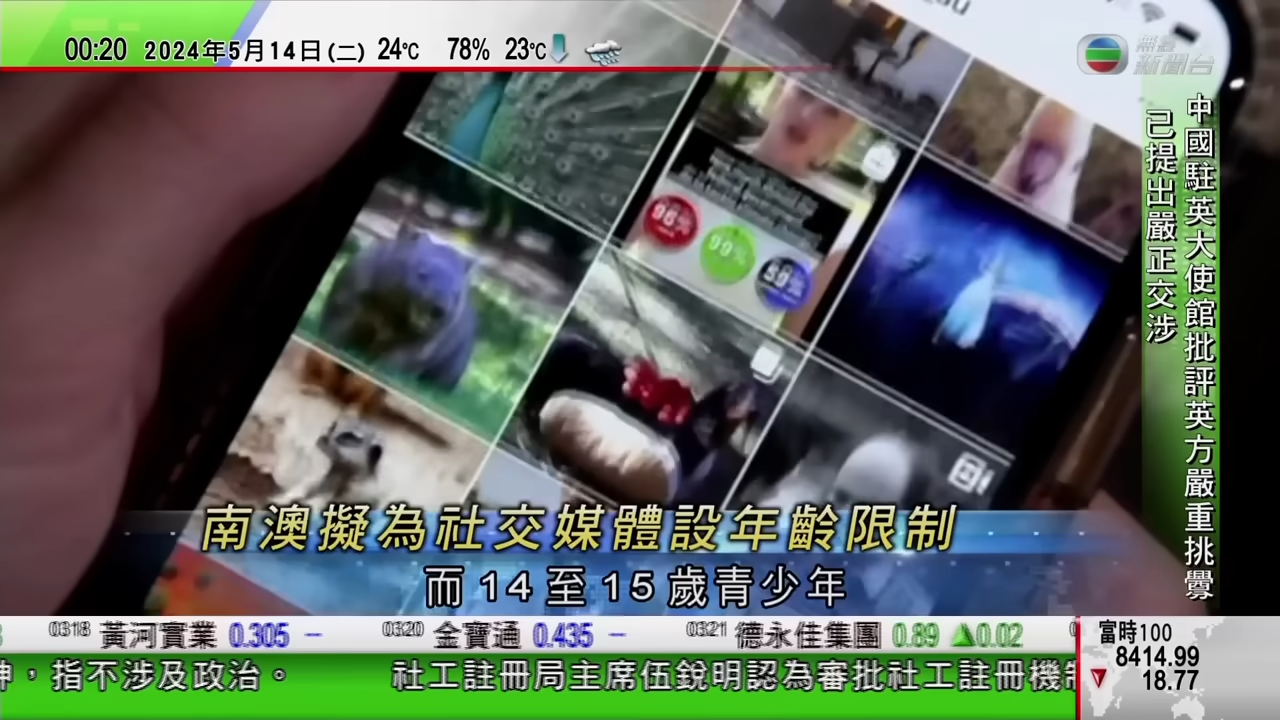 00:20 2024年5月14日(二) 24℃ 78% 23℃
無綫新聞台
中國駐英大使館批評英方嚴重挑釁
已提出嚴正交涉
96%
99%
59%
南澳擬為社交媒體設年齡限制
而14至15歲青少年
0318 黃河實業 0.305 – 0320 金寶通 0.435 – 0321 德永佳集團 0.89 ▲0.02
富時100
8414.99
▼ 18.77
,指不涉及政治。 社工註冊局主席伍銳明認為審批社工註冊機